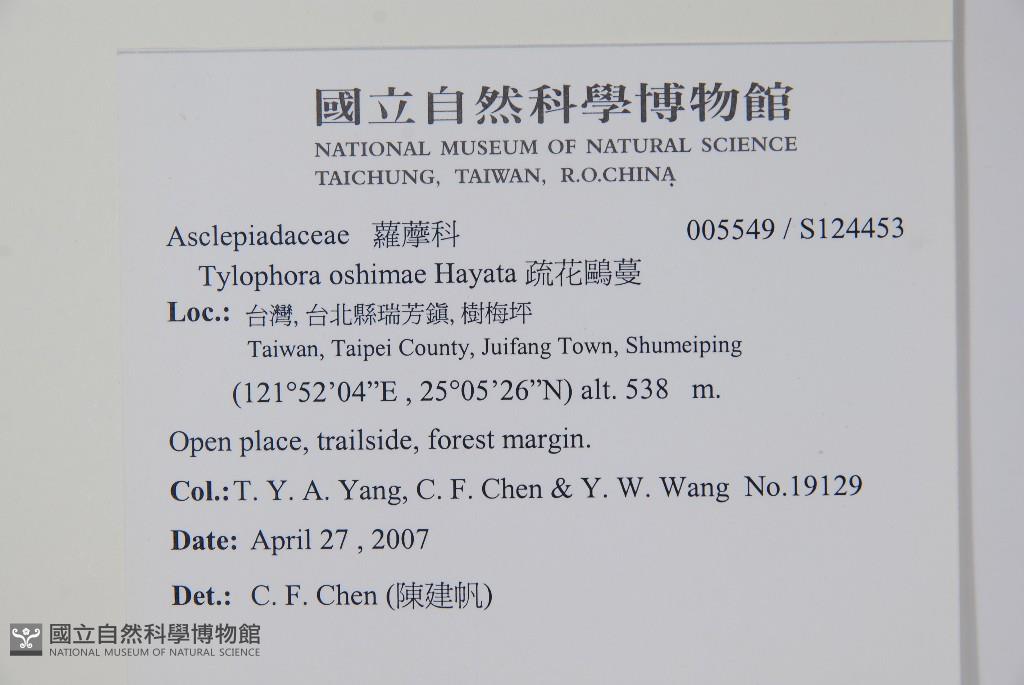 國立自然科學博物館
NATIONAL MUSEUM OF NATURAL SCIENCE
TAICHUNG, TAIWAN, R.O.CHINA
Asclepiadaceae 蘿藦科 005549 / S124453
Tylophora oshimae Hayata 疏花鷗蔓
Loc.: 台灣, 台北縣瑞芳鎮, 樹梅坪
Taiwan, Taipei County, Juifang Town, Shumeiping
(121°52’04”E , 25°05’26”N) alt. 538 m.
Open place, trailside, forest margin.
Col.: T. Y. A. Yang, C. F. Chen & Y. W. Wang No.19129
Date: April 27 , 2007
Det.: C. F. Chen (陳建帆)
國立自然科學博物館
NATIONAL MUSEUM OF NATURAL SCIENCE